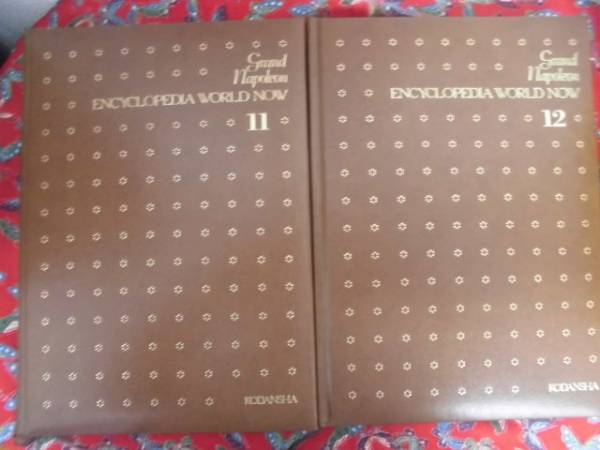 Grand
Napoleon
ENCYCLOPEDIA WORLD NOW
11
KODANSHA
Grand
Napoleon
ENCYCLOPEDIA WORLD NOW
12
KODANSHA